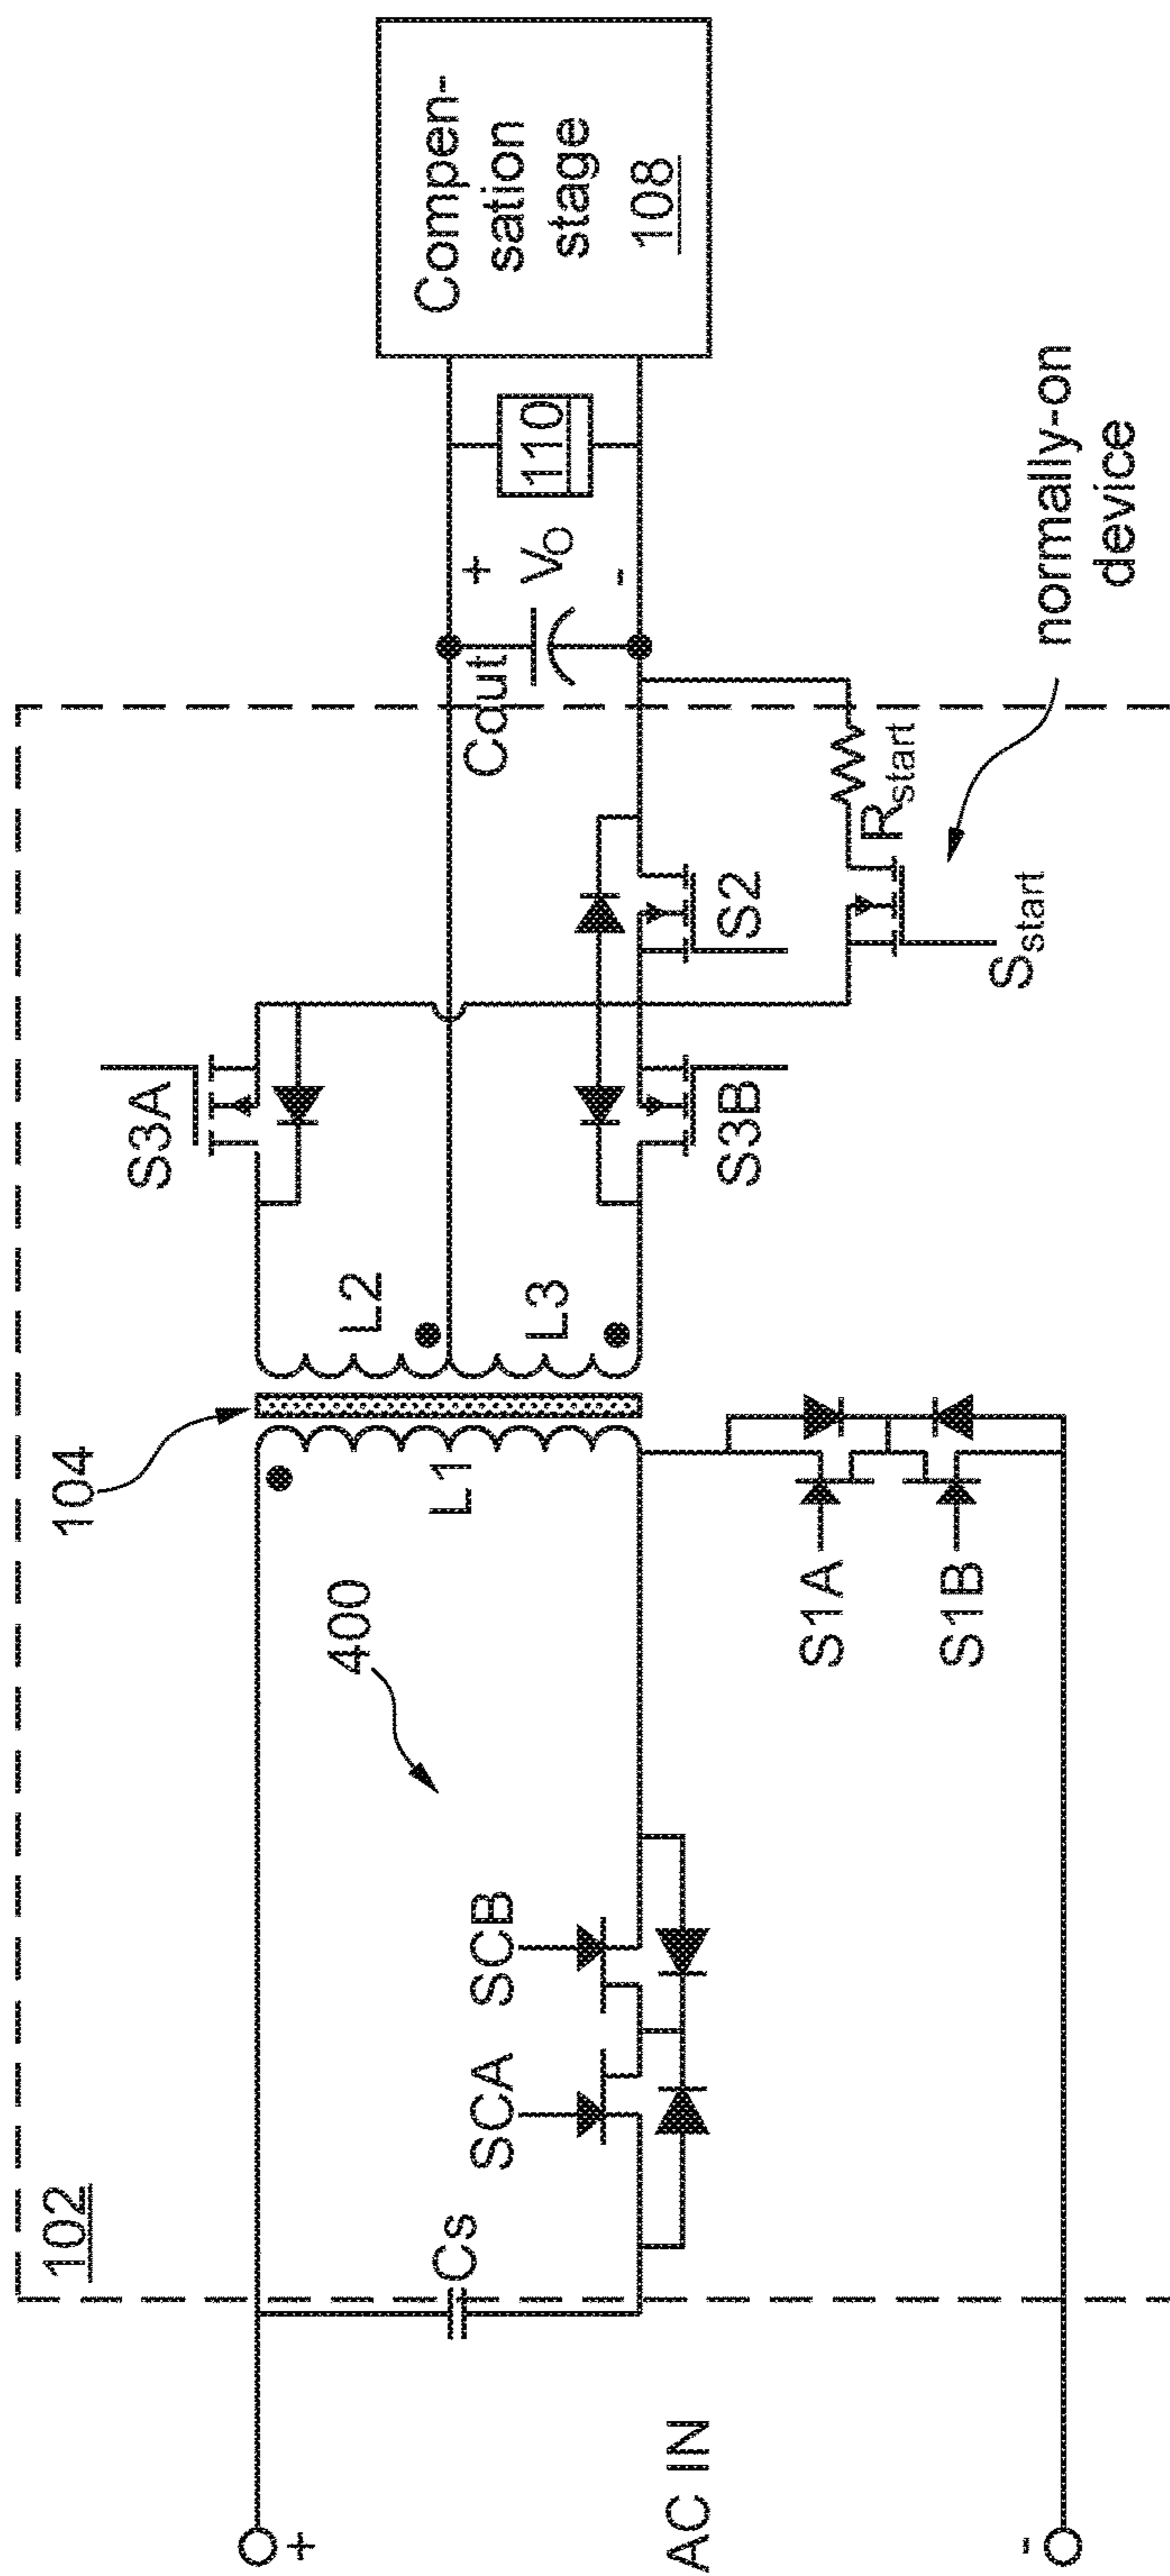 102
104
400
AC IN
+
-
Cs
SCA
SCB
L1
L2
L3
S1A
S1B
S3A
S3B
S2
Sstart
Rstart
normally-on
device
Cout
+
VO
-
110
Compen-
sation
stage
108